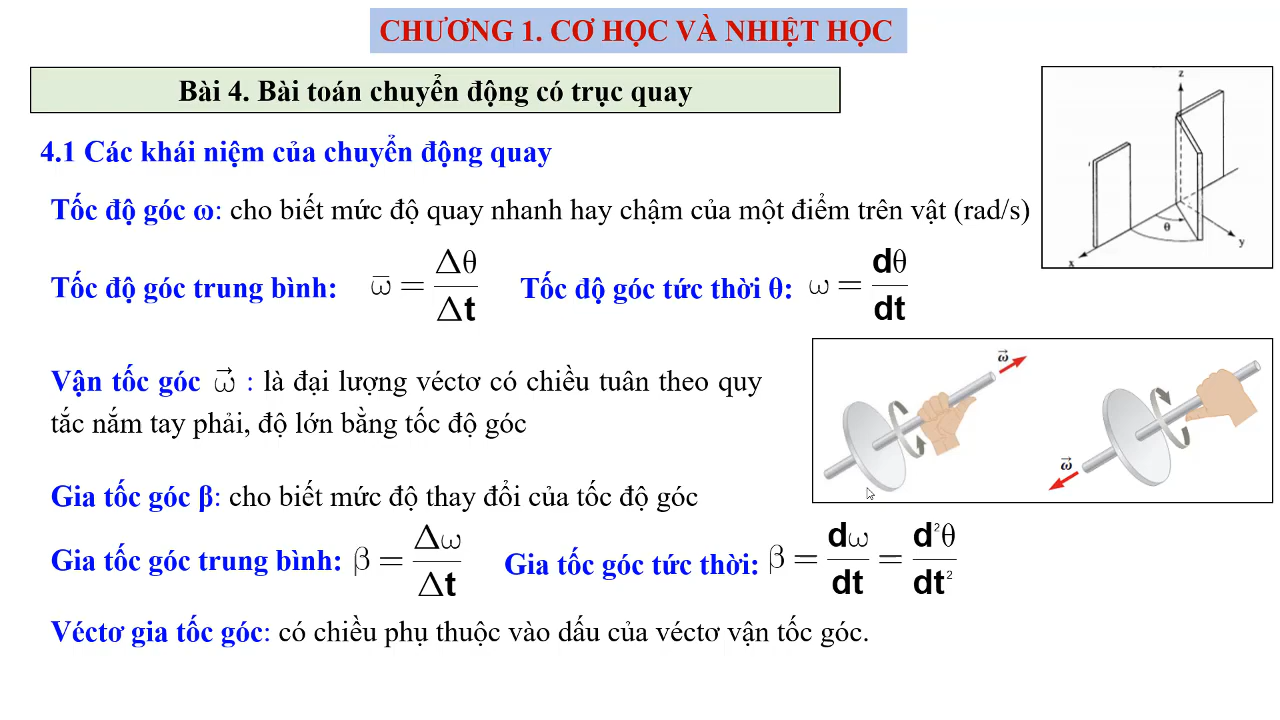 CHƯƠNG 1. CƠ HỌC VÀ NHIỆT HỌC
Bài 4. Bài toán chuyển động có trục quay
4.1 Các khái niệm của chuyển động quay
Tốc độ góc ω: cho biết mức độ quay nhanh hay chậm của một điểm trên vật (rad/s)
z
θ
y
x
Tốc độ góc trung bình: ω̅ = Δθ/Δt Tốc độ góc tức thời θ: ω = dθ/dt
Vận tốc góc ω⃗ : là đại lượng véctơ có chiều tuân theo quy
tắc nắm tay phải, độ lớn bằng tốc độ góc
ω⃗
ω⃗
Gia tốc góc β: cho biết mức độ thay đổi của tốc độ góc
Gia tốc góc trung bình: β = Δω/Δt Gia tốc góc tức thời: β = dω/dt = d²θ/dt²
Véctơ gia tốc góc: có chiều phụ thuộc vào dấu của véctơ vận tốc góc.